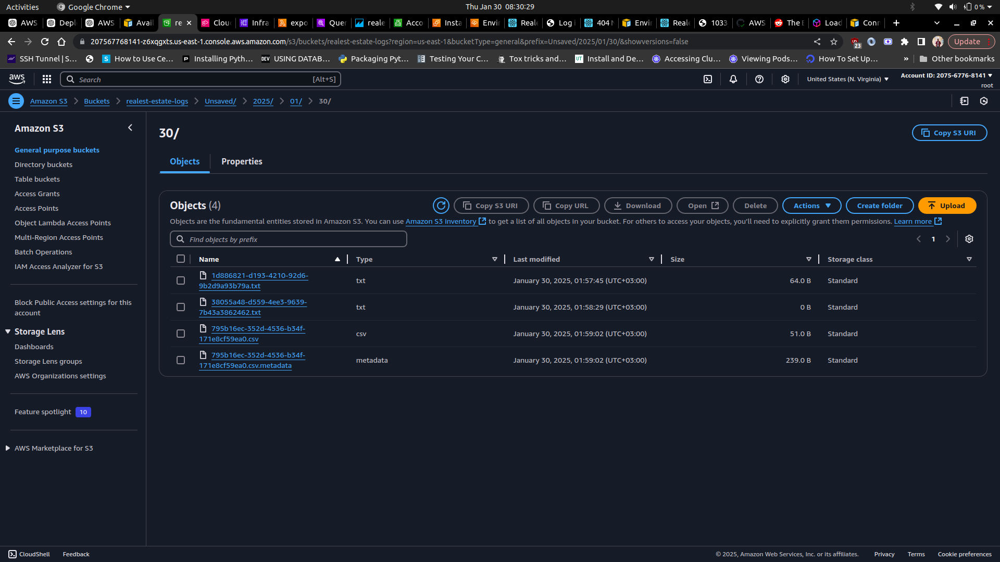 Activities Google Chrome Thu Jan 30 08:30:29 0 %
AWS Depl AWS Avail re Clou Infra expo Quer reale Acco Insta Envir Reale Log i 404 N Envir Reale 1033 AWS The E Load Conn
207567768141-z6xqgxts.us-east-1.console.aws.amazon.com/s3/buckets/realest-estate-logs?region=us-east-1&bucketType=general&prefix=Unsaved/2025/01/30/&showversions=false 23 Update
SSH Tunnel | S... How to Use Ce... Installing Pyth... DEV USING DATAB... Packaging Pyt... Testing Your C... Tox tricks and... UT Install and De... Accessing Clu... Viewing Pods... How To Set Up... » Other bookmarks
aws Search [Alt+S] United States (N. Virginia) Account ID: 2075-6776-8141
root
Amazon S3 Buckets realest-estate-logs Unsaved/ 2025/ 01/ 30/
Amazon S3
General purpose buckets
Directory buckets
Table buckets
Access Grants
Access Points
Object Lambda Access Points
Multi-Region Access Points
Batch Operations
IAM Access Analyzer for S3
Block Public Access settings for this
account
Storage Lens
Dashboards
Storage Lens groups
AWS Organizations settings
Feature spotlight 10
AWS Marketplace for S3
30/ Copy S3 URI
Objects Properties
Objects (4) Copy S3 URI Copy URL Download Open Delete Actions Create folder Upload
Objects are the fundamental entities stored in Amazon S3. You can use Amazon S3 inventory to get a list of all objects in your bucket. For others to access your objects, you'll need to explicitly grant them permissions. Learn more
Find objects by prefix 1
Name Type Last modified Size Storage class
1d886821-d193-4210-92d6- txt January 30, 2025, 01:57:45 (UTC+03:00) 64.0 B Standard
9b2d9a93b79a.txt
38055a48-d559-4ee3-9639- txt January 30, 2025, 01:58:29 (UTC+03:00) 0 B Standard
7b43a3862462.txt
795b16ec-352d-4536-b34f- csv January 30, 2025, 01:59:02 (UTC+03:00) 51.0 B Standard
171e8cf59ea0.csv
795b16ec-352d-4536-b34f- metadata January 30, 2025, 01:59:02 (UTC+03:00) 239.0 B Standard
171e8cf59ea0.csv.metadata
CloudShell Feedback © 2025, Amazon Web Services, Inc. or its affiliates. Privacy Terms Cookie preferences